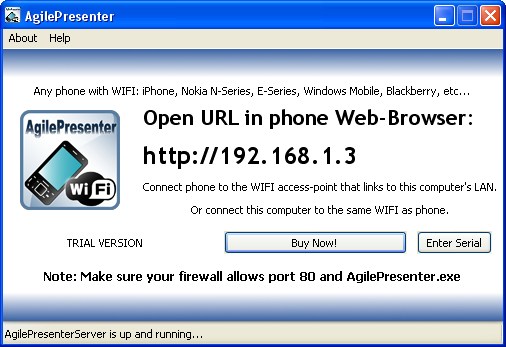 AgilePresenter
About Help
Any phone with WIFI: iPhone, Nokia N-Series, E-Series, Windows Mobile, Blackberry, etc...
AgilePresenter
WiFi
Open URL in phone Web-Browser:
http://192.168.1.3
Connect phone to the WIFI access-point that links to this computer's LAN.
Or connect this computer to the same WIFI as phone.
TRIAL VERSION
Buy Now!
Enter Serial
Note: Make sure your firewall allows port 80 and AgilePresenter.exe
AgilePresenterServer is up and running...